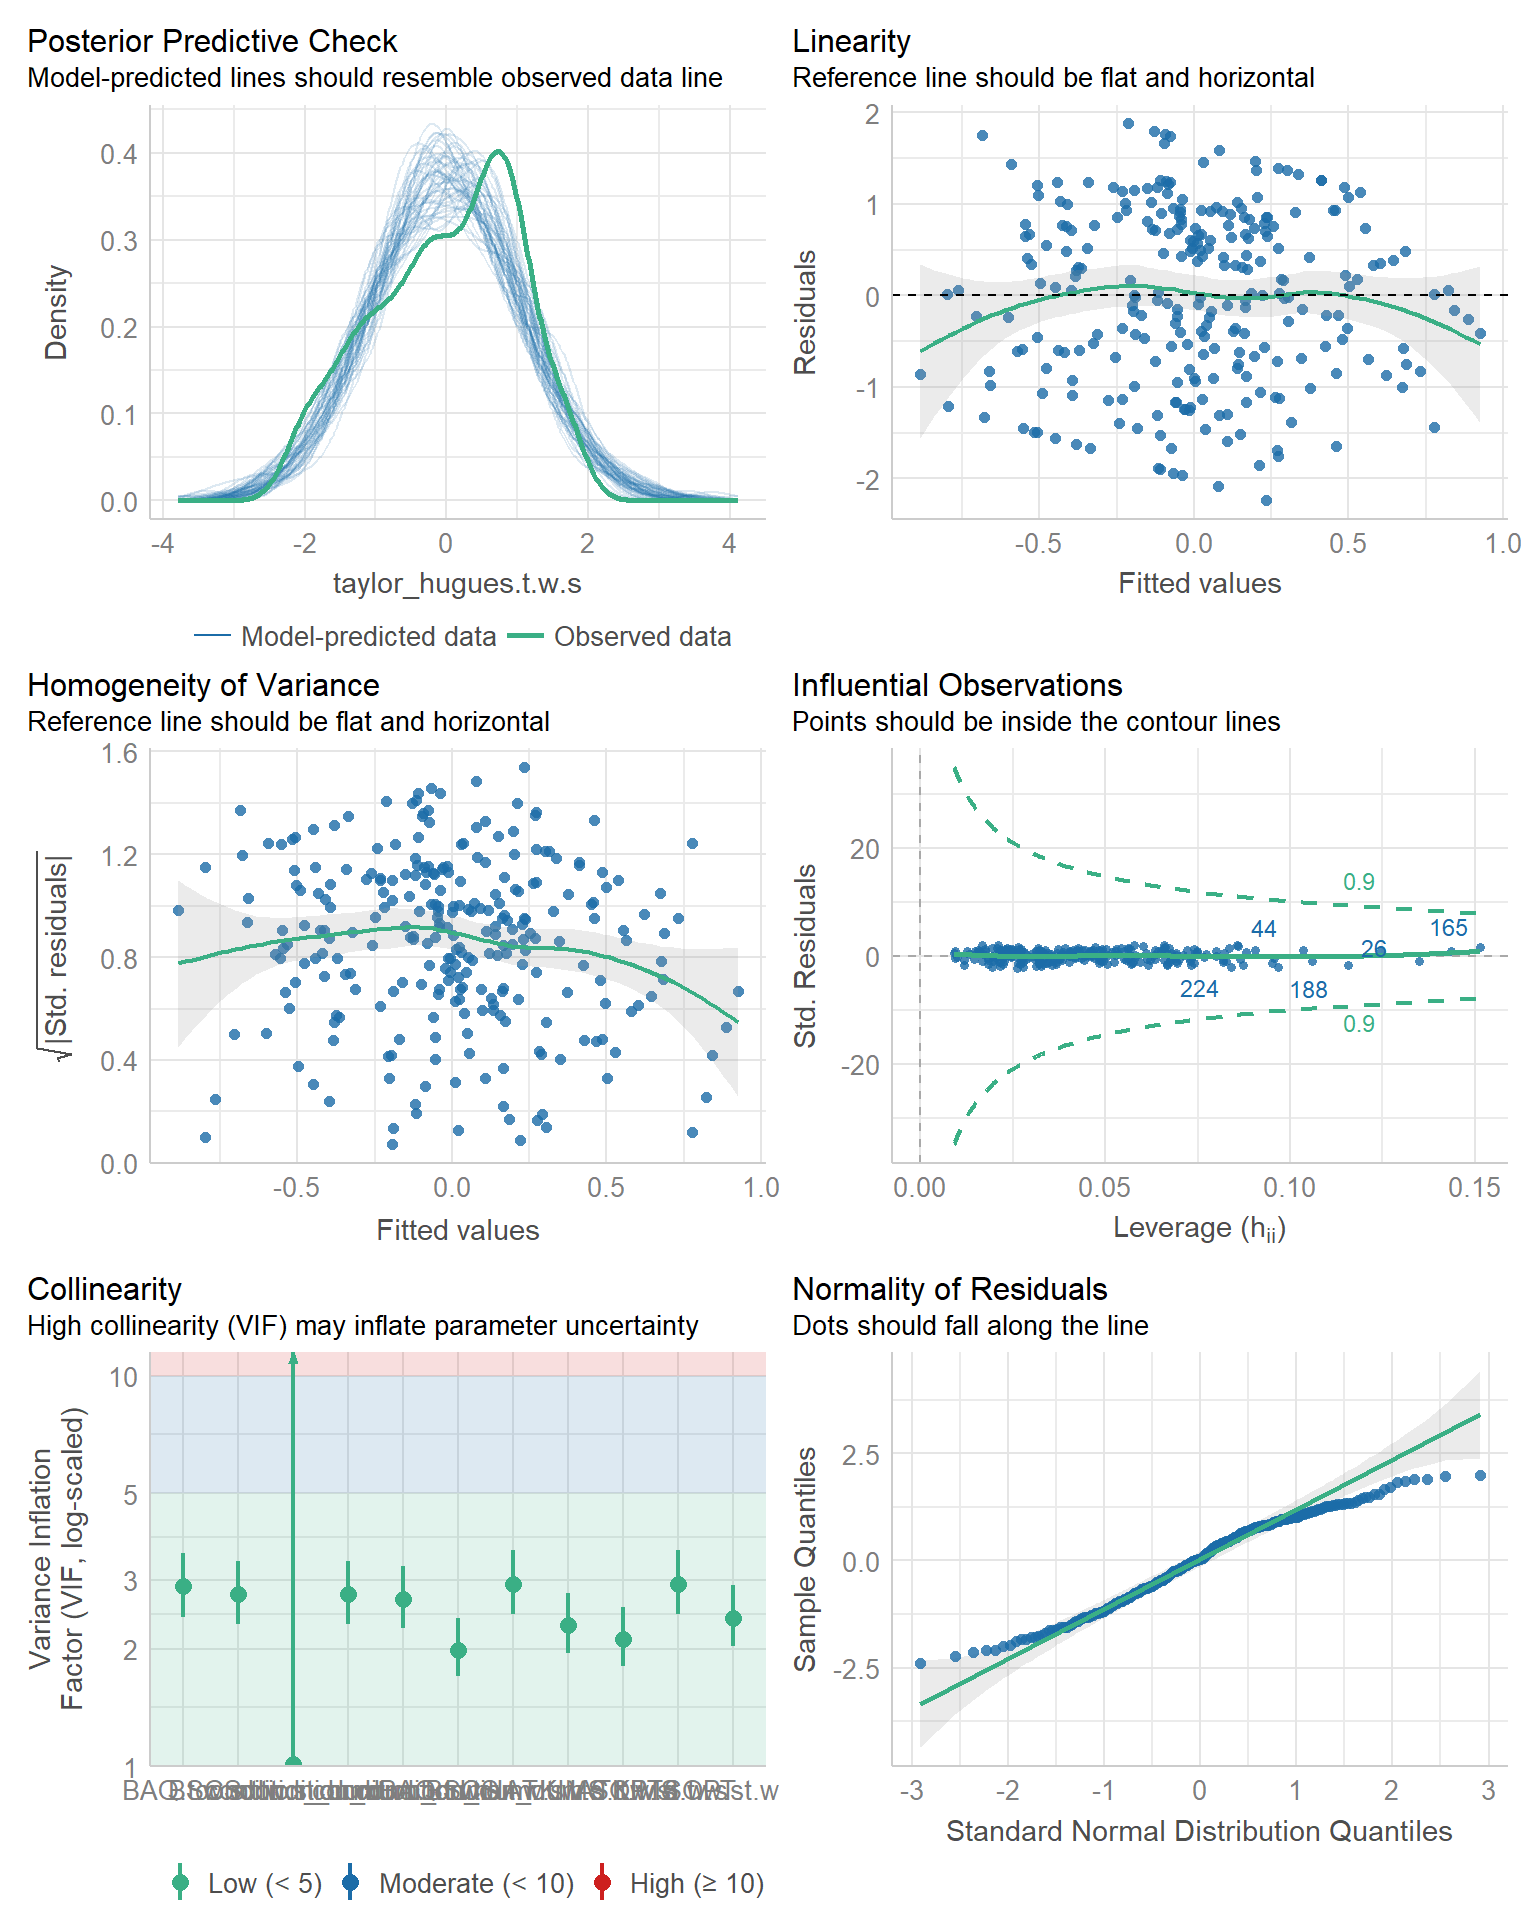 Posterior Predictive Check
Model-predicted lines should resemble observed data line
Density
0.4
0.3
0.2
0.1
0.0
-4 -2 0 2 4
taylor_hugues.t.w.s
Model-predicted data Observed data
Linearity
Reference line should be flat and horizontal
Residuals
2
1
0
-1
-2
-0.5 0.0 0.5 1.0
Fitted values
Homogeneity of Variance
Reference line should be flat and horizontal
√|Std. residuals|
1.6
1.2
0.8
0.4
0.0
-0.5 0.0 0.5 1.0
Fitted values
Influential Observations
Points should be inside the contour lines
Std. Residuals
20
0
-20
0.9
44
165
26
224
188
0.9
0.00 0.05 0.10 0.15
Leverage (hii)
Collinearity
High collinearity (VIF) may inflate parameter uncertainty
Variance Inflation
Factor (VIF, log-scaled)
10
5
3
2
1
Low (< 5) Moderate (< 10) High (≥ 10)
Normality of Residuals
Dots should fall along the line
Sample Quantiles
2.5
0.0
-2.5
-3 -2 -1 0 1 2 3
Standard Normal Distribution Quantiles